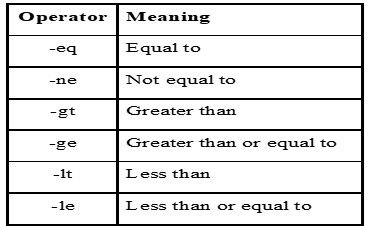 Operator Meaning
-eq Equal to
-ne Not equal to
-gt Greater than
-ge Greater than or equal to
-lt Less than
-le Less than or equal to